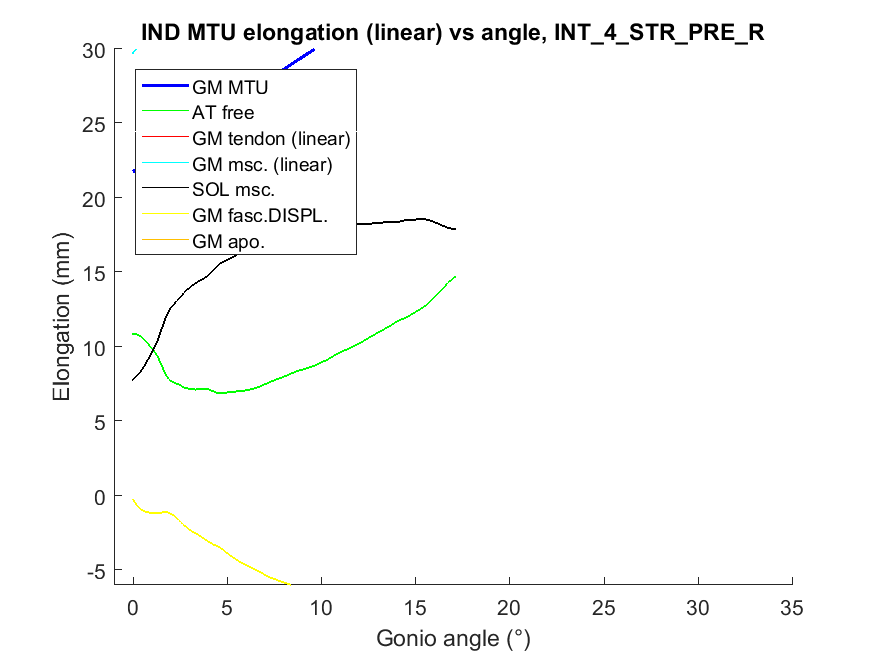 IND MTU elongation (linear) vs angle, INT_4_STR_PRE_R
30
25
20
15
10
5
0
-5
Elongation (mm)
GM MTU
AT free
GM tendon (linear)
GM msc. (linear)
SOL msc.
GM fasc.DISPL.
GM apo.
0 5 10 15 20 25 30 35
Gonio angle (°)